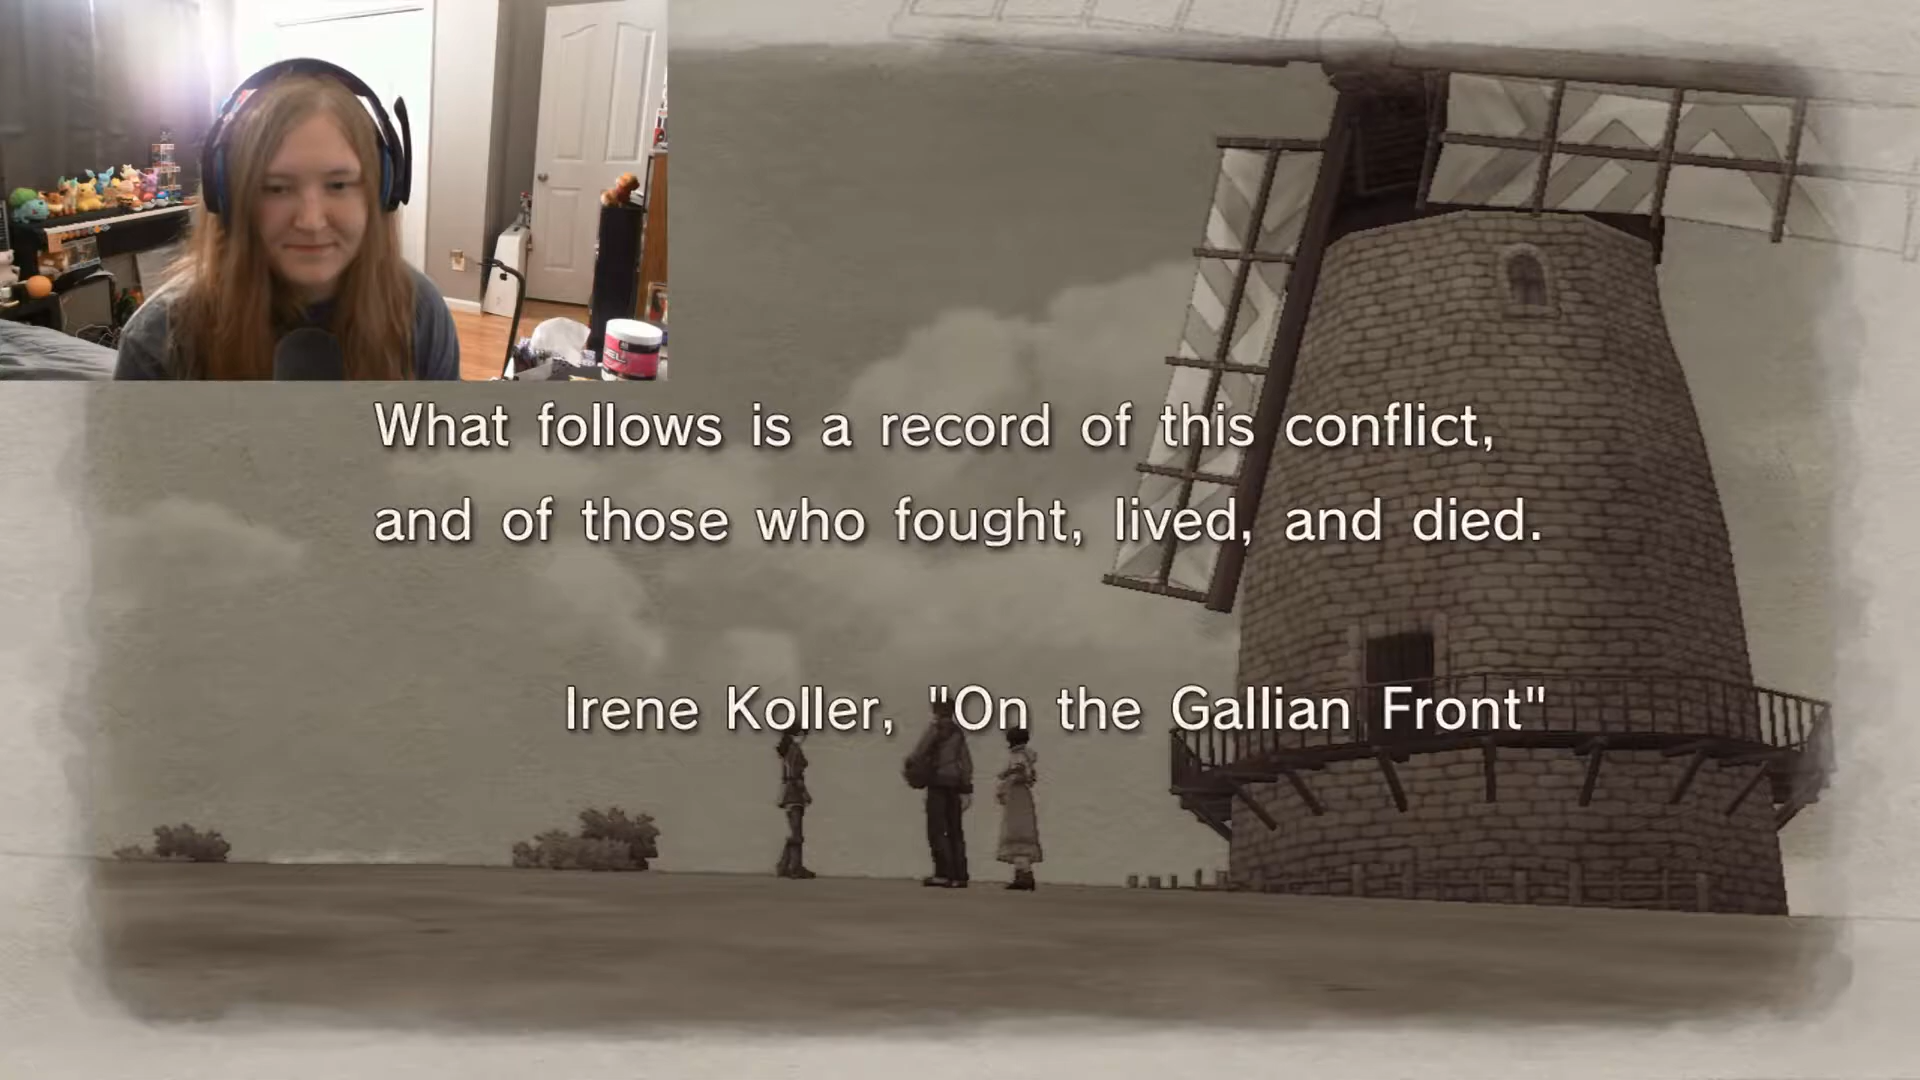 What follows is a record of this conflict,
and of those who fought, lived, and died.
Irene Koller, "On the Gallian Front"